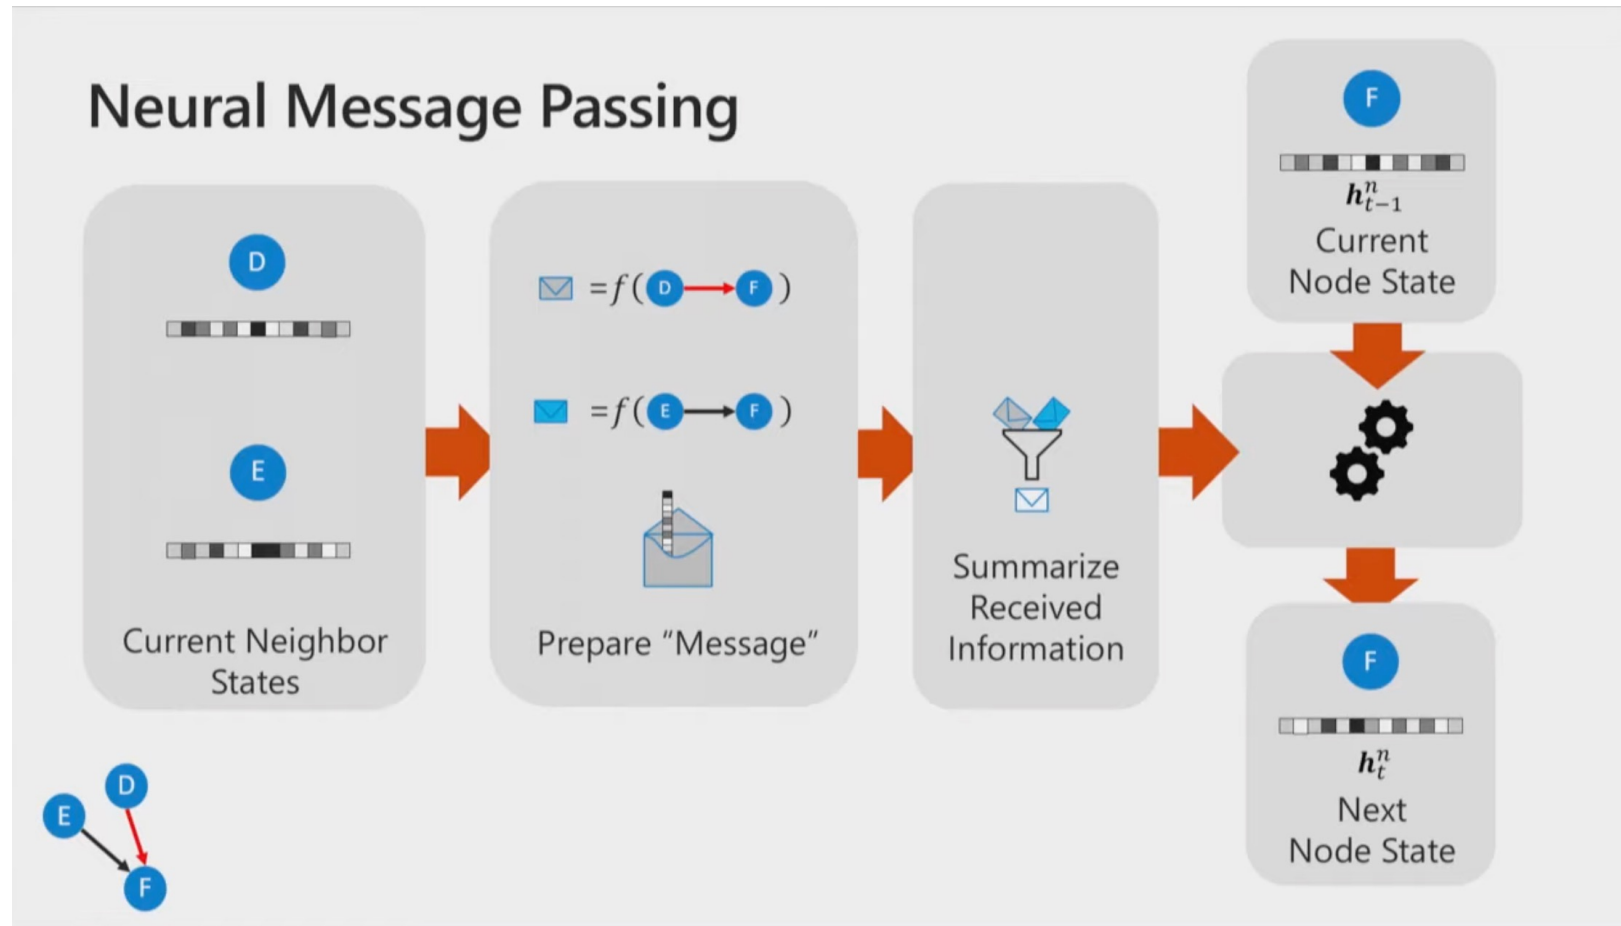 Neural Message Passing
D
E
Current Neighbor
States
=f( D F )
=f( E F )
Prepare "Message"
Summarize
Received
Information
F
h^n_{t-1}
Current
Node State
F
h^n_t
Next
Node State
D
E
F